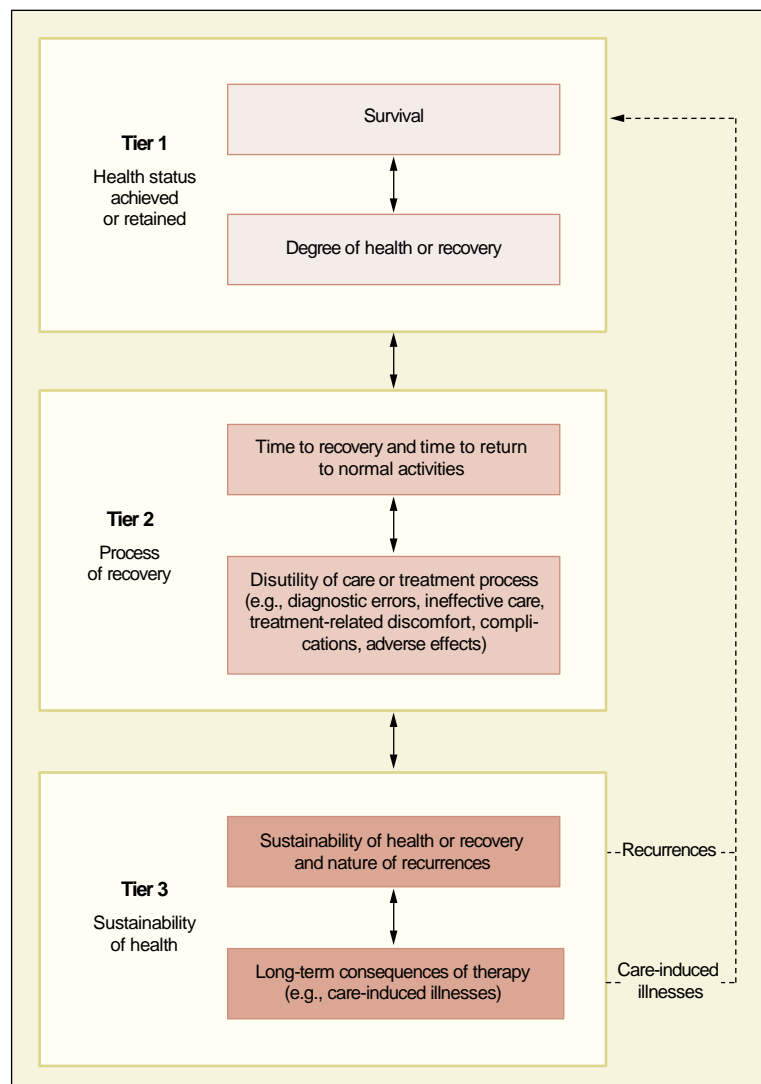 Survival
Tier 1
Health status
achieved
or retained
Degree of health or recovery
Time to recovery and time to return
to normal activities
Tier 2
Process
of recovery
Disutility of care or treatment process
(e.g., diagnostic errors, ineffective care,
treatment-related discomfort, compli-
cations, adverse effects)
Sustainability of health or recovery
and nature of recurrences
Recurrences
Tier 3
Sustainability
of health
Long-term consequences of therapy
(e.g., care-induced illnesses)
Care-induced
illnesses